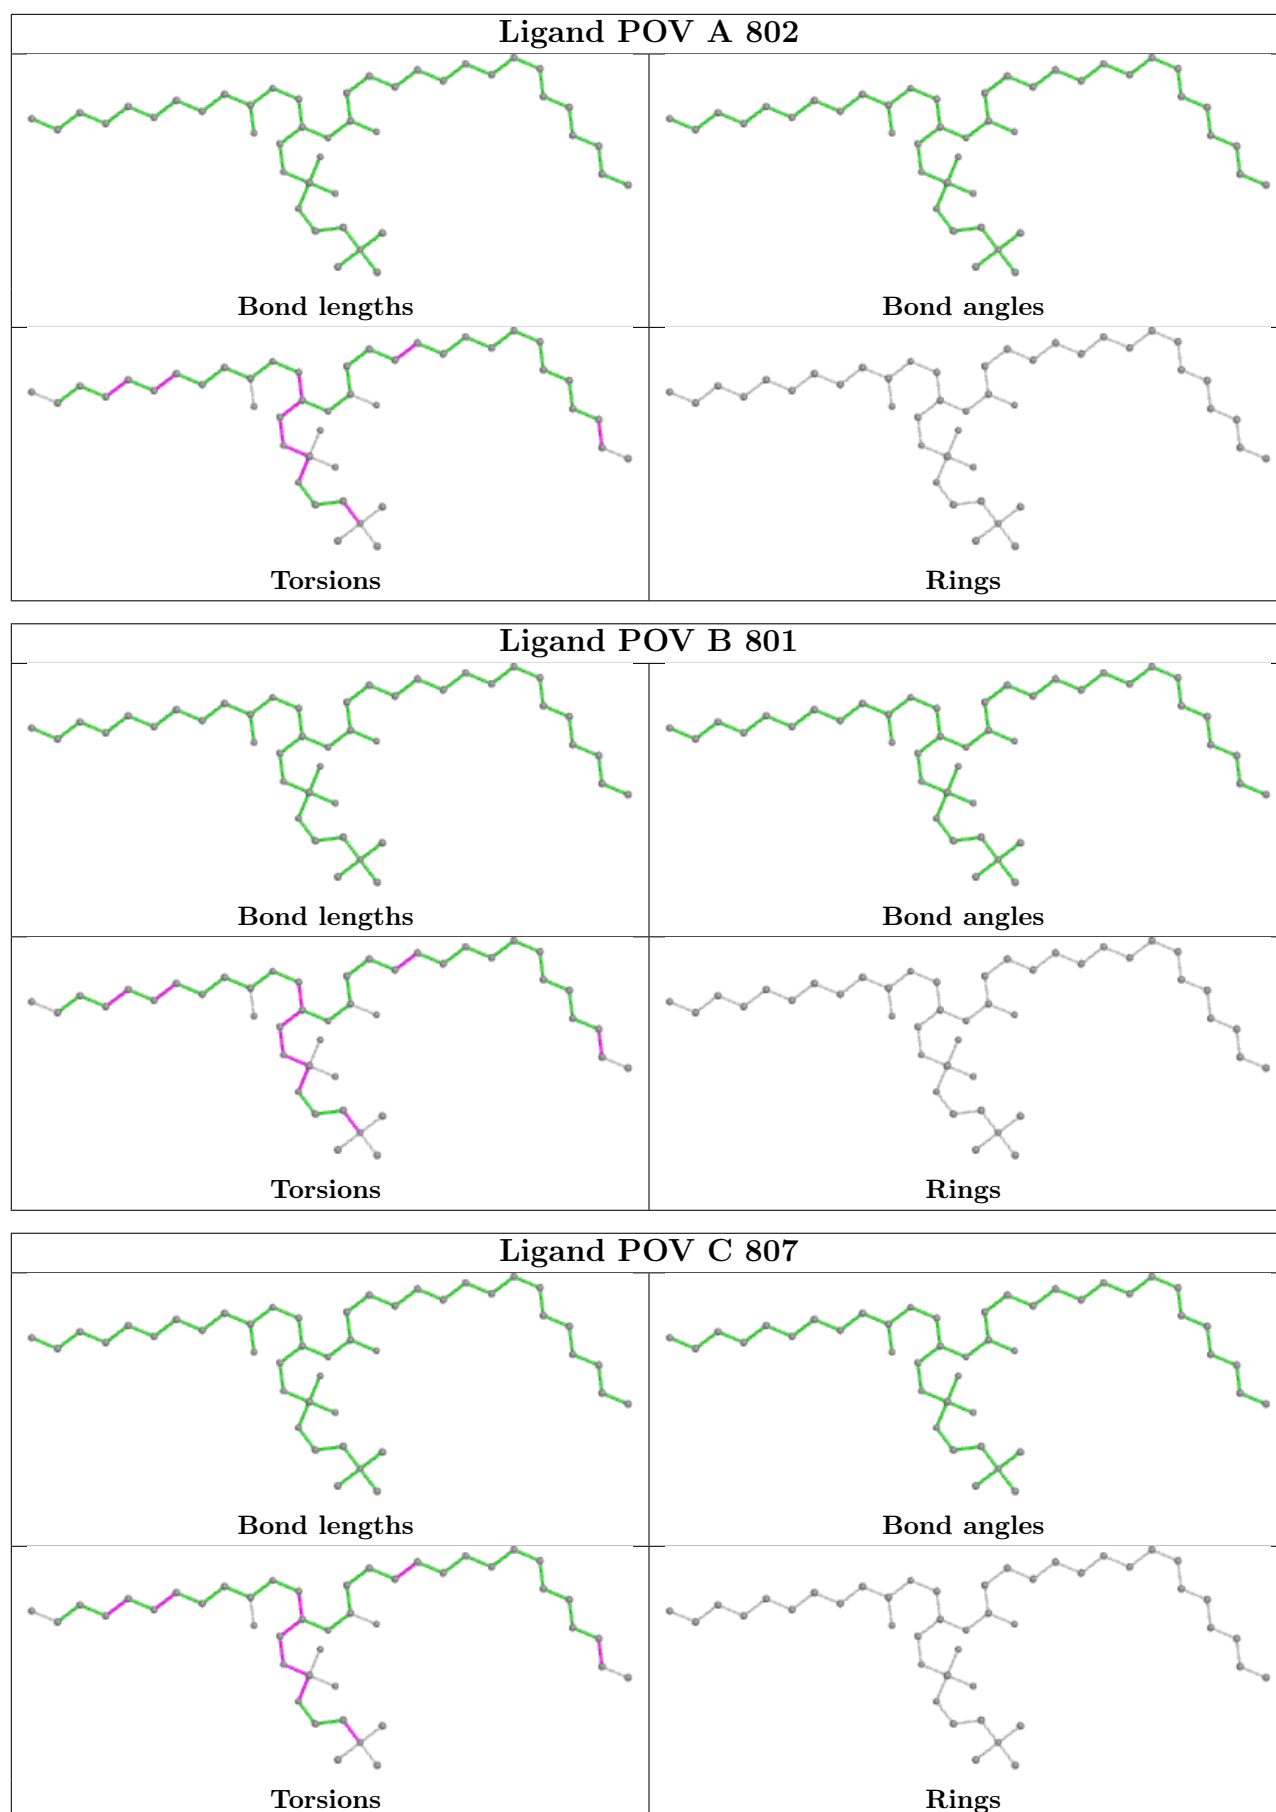 Ligand POV A 802
Bond lengths
Bond angles
Torsions
Rings
Ligand POV B 801
Bond lengths
Bond angles
Torsions
Rings
Ligand POV C 807
Bond lengths
Bond angles
Torsions
Rings